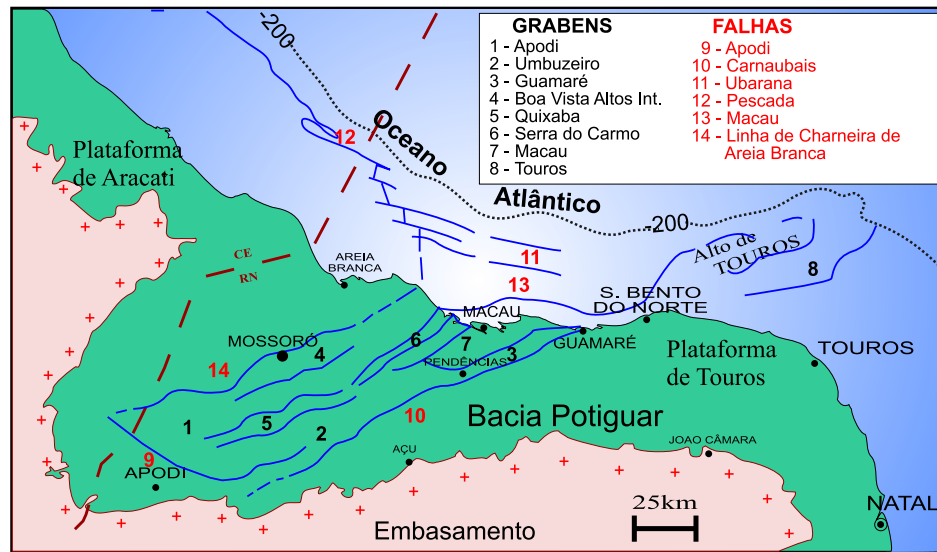 GRABENS
1 - Apodi
2 - Umbuzeiro
3 - Guamaré
4 - Boa Vista Altos Int.
5 - Quixaba
6 - Serra do Carmo
7 - Macau
8 - Touros
FALHAS
9 - Apodi
10 - Carnaubais
11 - Ubarana
12 - Pescada
13 - Macau
14 - Linha de Charneira de
Areia Branca
-200
12
Oceano
Atlântico
-200
Plataforma
de Aracati
CE
RN
AREIA
BRANCA
11
13
Alto de
TOUROS
8
S. BENTO
DO NORTE
MACAU
GUAMARÉ
MOSSORÓ
6
7
3
PENDÊNCIAS
4
14
Plataforma
de Touros
TOUROS
1
5
2
10
Bacia Potiguar
9
APODI
AÇU
JOAO CÂMARA
25km
NATAL
Embasamento